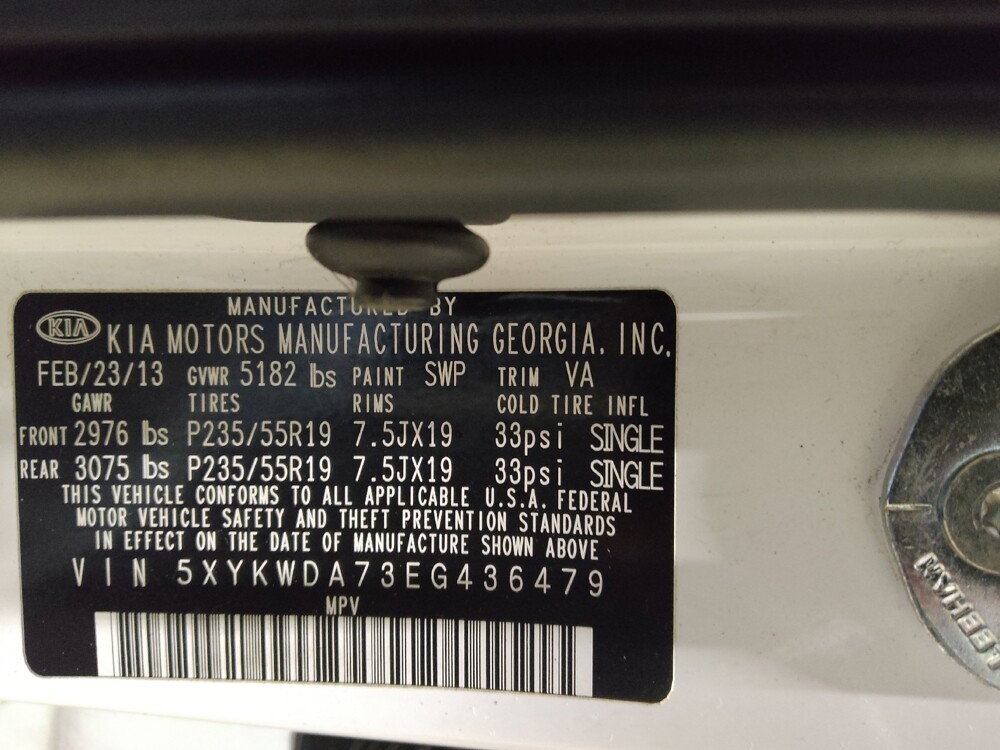 MANUFACTURED BY
KIA KIA MOTORS MANUFACTURING GEORGIA, INC.
FEB/23/13 GVWR 5182 lbs PAINT SWP TRIM VA
GAWR TIRES RIMS COLD TIRE INFL
FRONT 2976 lbs P235/55R19 7.5JX19 33psi SINGLE
REAR 3075 lbs P235/55R19 7.5JX19 33psi SINGLE
THIS VEHICLE CONFORMS TO ALL APPLICABLE U.S.A. FEDERAL
MOTOR VEHICLE SAFETY AND THEFT PREVENTION STANDARDS
IN EFFECT ON THE DATE OF MANUFACTURE SHOWN ABOVE
VIN 5XYKWDA73EG436479
MPV